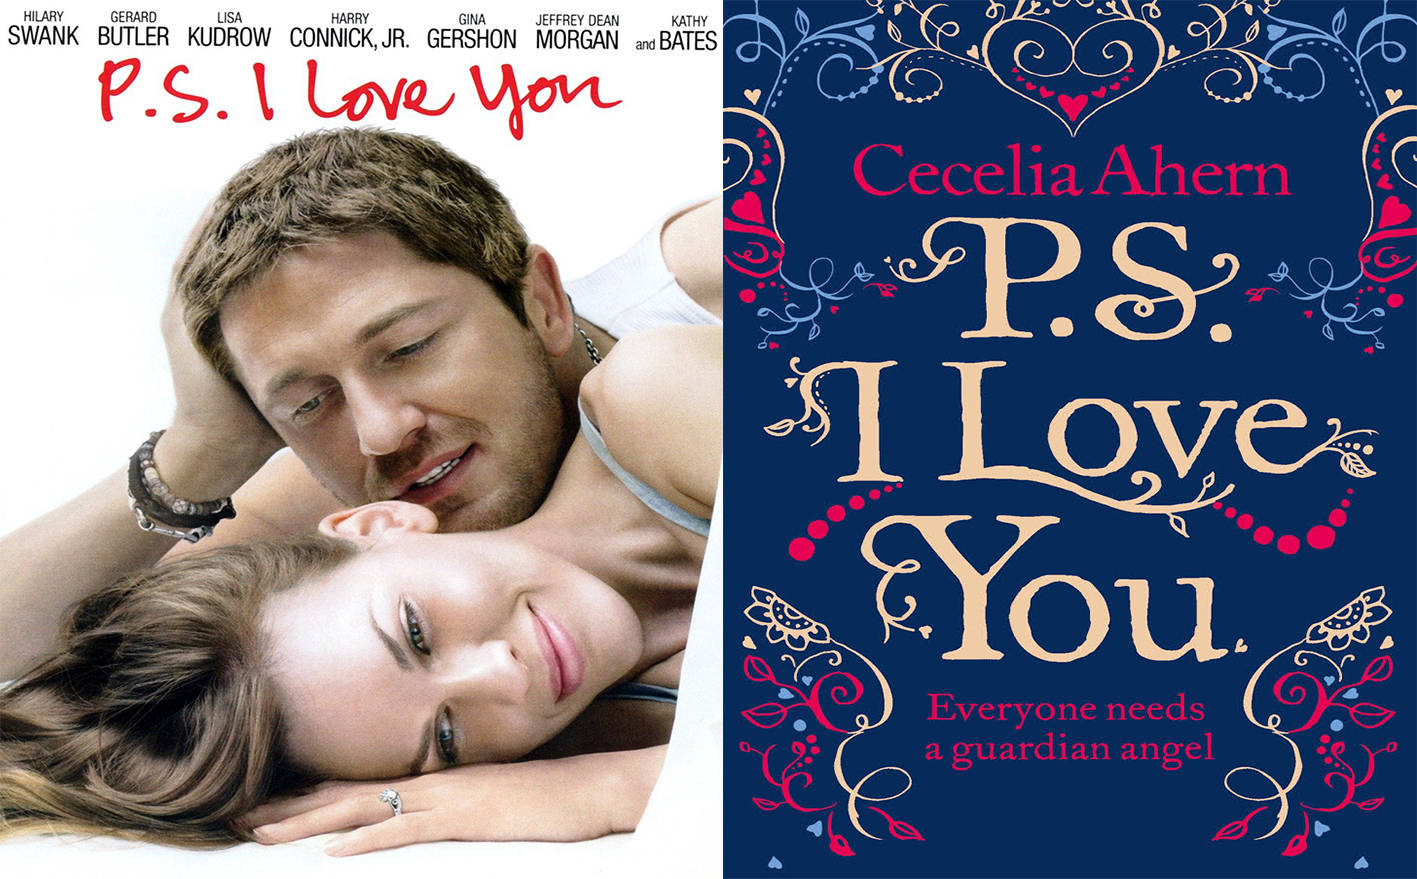 HILARY SWANK GERARD BUTLER LISA KUDROW HARRY CONNICK, JR. GINA GERSHON JEFFREY DEAN MORGAN and KATHY BATES
P.S. I Love You
Cecelia Ahern
P.S.
I Love
You
Everyone needs
a guardian angel